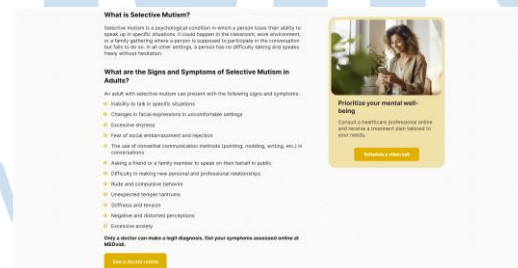 What is Selective Mutism?
Selective mutism is a psychological condition in which a person loses their ability to
speak up in specific situations. It could happen in the classroom, work environment,
or a family gathering where a person is supposed to participate in the conversation
but fails to do so. In all other settings, a person has no difficulty talking and speaks
freely without hesitation.
What are the Signs and Symptoms of Selective Mutism in
Adults?
An adult with selective mutism can present with the following signs and symptoms:
Inability to talk in specific situations
Changes in facial expressions in uncomfortable settings
Excessive shyness
Fear of social embarrassment and rejection
The use of nonverbal communication methods (pointing, nodding, writing, etc.) in
conversations
Asking a friend or a family member to speak on their behalf in public
Difficulty in making new personal and professional relationships
Rude and compulsive behavior
Unexpected temper tantrums
Stiffness and tension
Negative and distorted perceptions
Excessive anxiety
Only a doctor can make a legit diagnosis. Get your symptoms assessed online at
MEDvidi.
See a doctor online
Prioritize your mental well-
being
Consult a healthcare professional online
and receive a treatment plan tailored to
your needs.
Schedule a video call